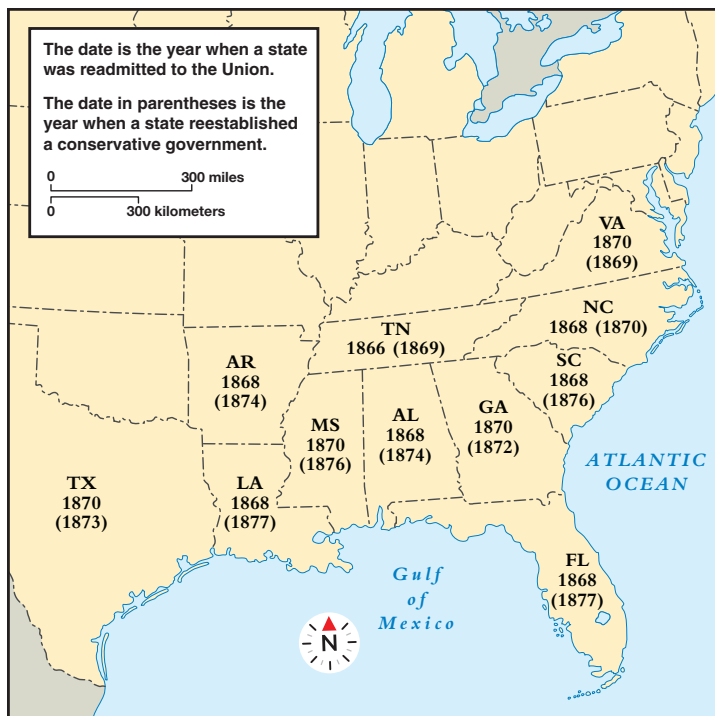 The date is the year when a state
was readmitted to the Union.
The date in parentheses is the
year when a state reestablished
a conservative government.
0 300 miles
0 300 kilometers
VA
1870
(1869)
NC
1868 (1870)
TN
1866 (1869)
SC
1868
(1876)
AR
1868
(1874)
GA
1870
(1872)
AL
1868
(1874)
MS
1870
(1876)
TX
1870
(1873)
LA
1868
(1877)
ATLANTIC
OCEAN
FL
1868
(1877)
Gulf
of
Mexico
N